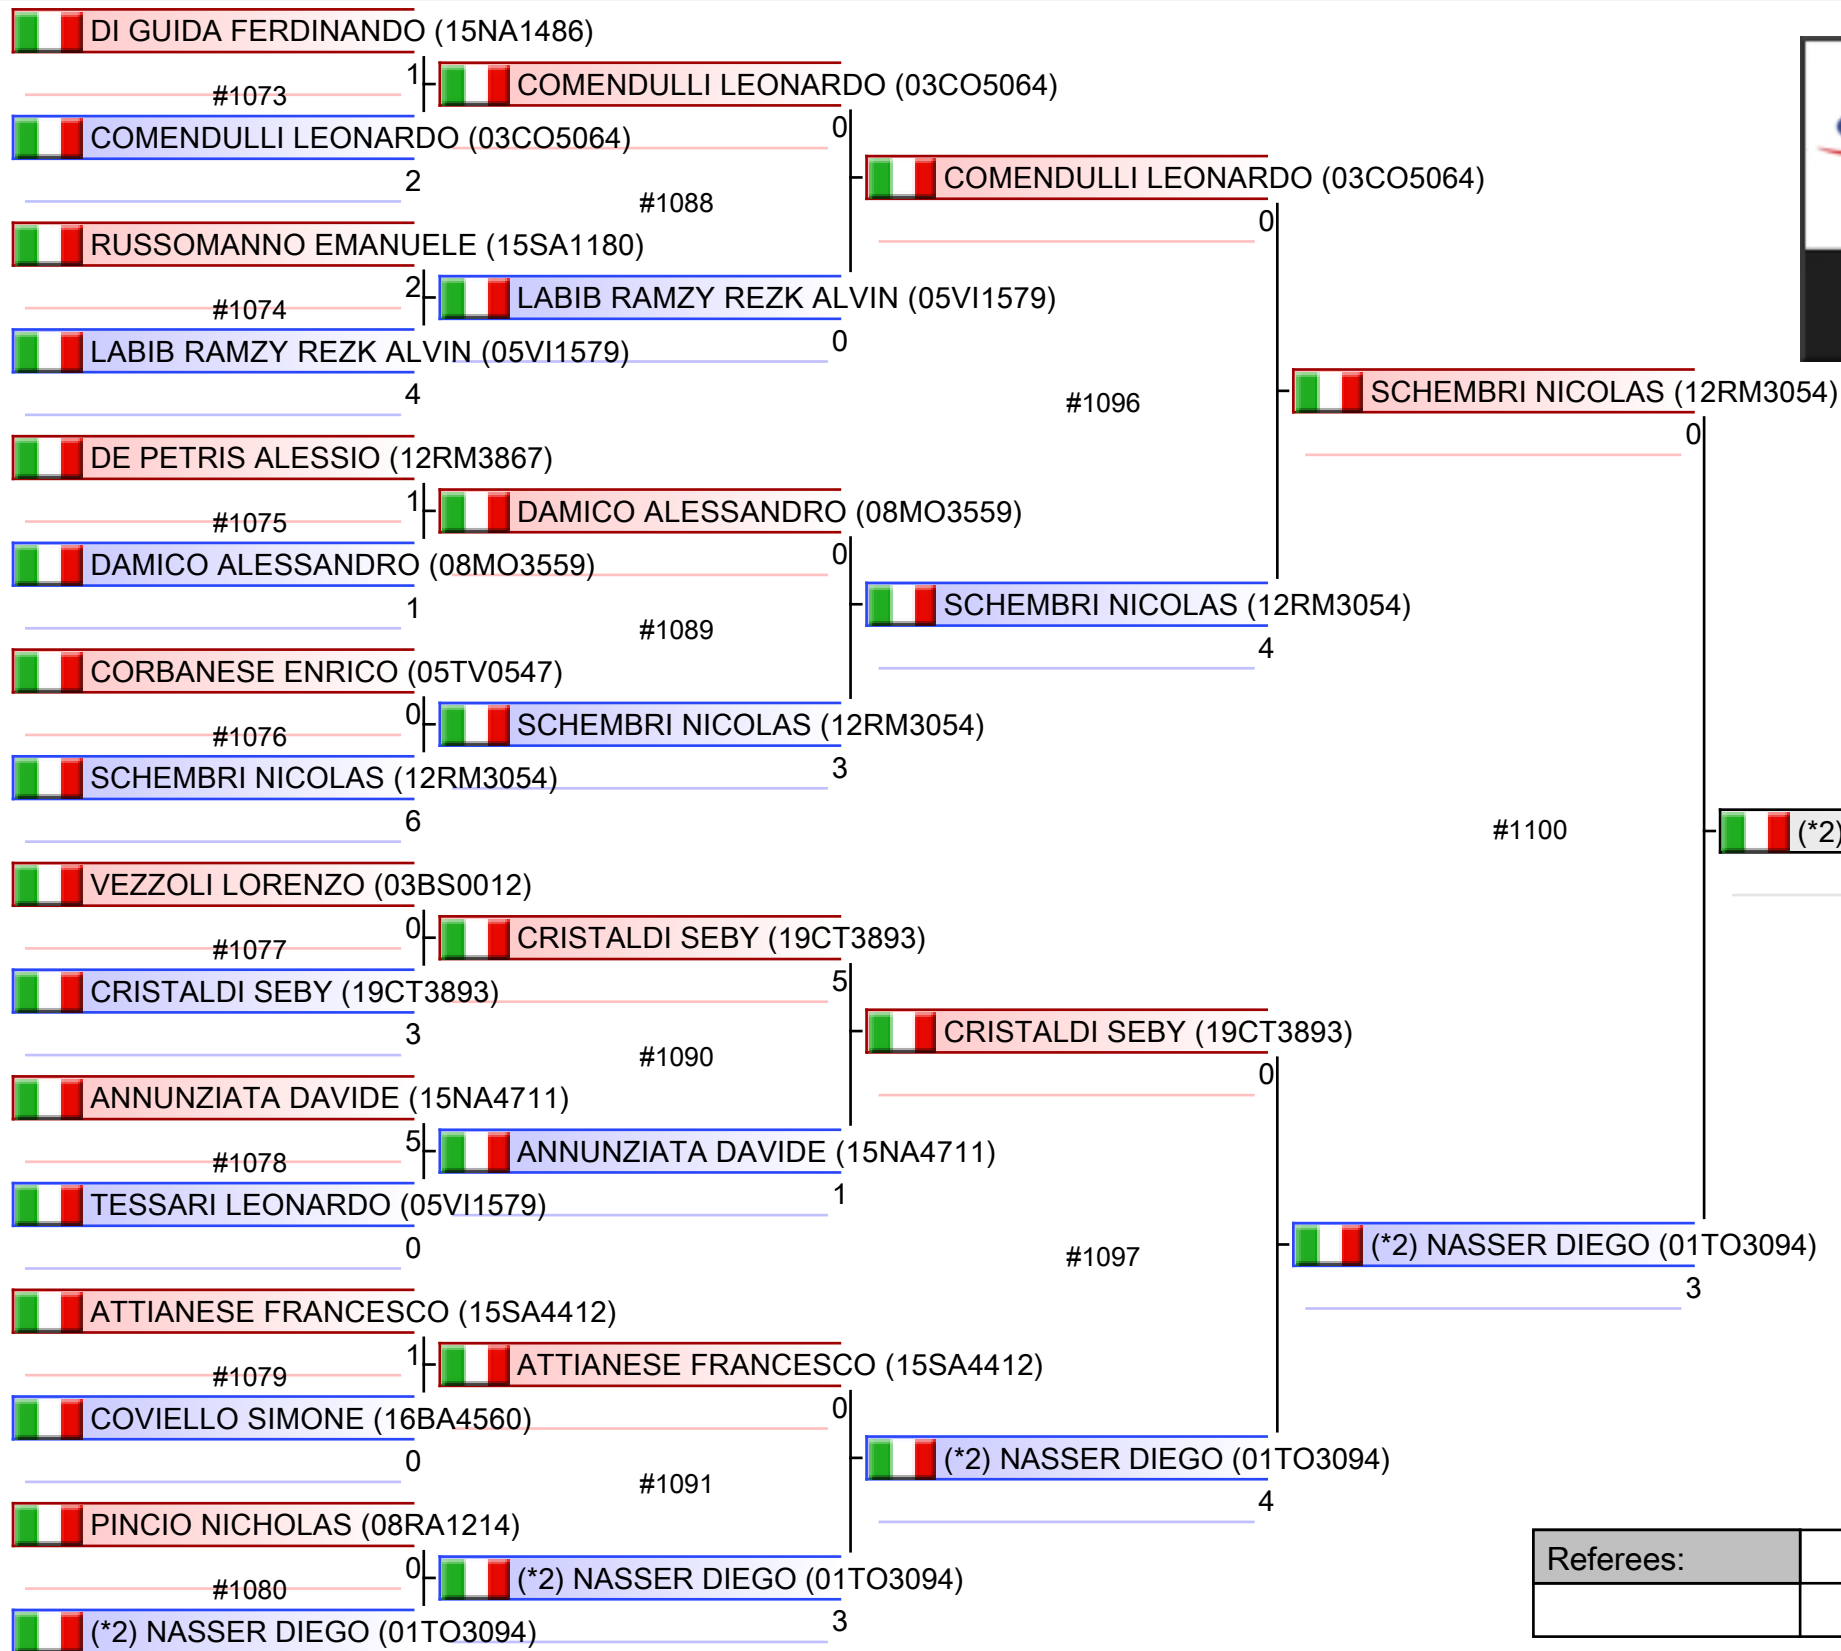 DI GUIDA FERDINANDO (15NA1486)
1
#1073
COMENDULLI LEONARDO (03CO5064)
2
RUSSOMANNO EMANUELE (15SA1180)
2
#1074
LABIB RAMZY REZK ALVIN (05VI1579)
4
DE PETRIS ALESSIO (12RM3867)
1
#1075
DAMICO ALESSANDRO (08MO3559)
1
CORBANESE ENRICO (05TV0547)
0
#1076
SCHEMBRI NICOLAS (12RM3054)
6
VEZZOLI LORENZO (03BS0012)
0
#1077
CRISTALDI SEBY (19CT3893)
3
ANNUNZIATA DAVIDE (15NA4711)
5
#1078
TESSARI LEONARDO (05VI1579)
0
ATTIANESE FRANCESCO (15SA4412)
1
#1079
COVIELLO SIMONE (16BA4560)
0
PINCIO NICHOLAS (08RA1214)
0
#1080
(*2) NASSER DIEGO (01TO3094)
COMENDULLI LEONARDO (03CO5064)
0
#1088
LABIB RAMZY REZK ALVIN (05VI1579)
0
DAMICO ALESSANDRO (08MO3559)
0
#1089
SCHEMBRI NICOLAS (12RM3054)
3
CRISTALDI SEBY (19CT3893)
5
#1090
ANNUNZIATA DAVIDE (15NA4711)
1
ATTIANESE FRANCESCO (15SA4412)
0
#1091
(*2) NASSER DIEGO (01TO3094)
3
COMENDULLI LEONARDO (03CO5064)
0
#1096
SCHEMBRI NICOLAS (12RM3054)
4
CRISTALDI SEBY (19CT3893)
0
#1097
(*2) NASSER DIEGO (01TO3094)
4
SCHEMBRI NICOLAS (12RM3054)
0
#1100
(*2) NASSER DIEGO (01TO3094)
3
(*2)
Referees: